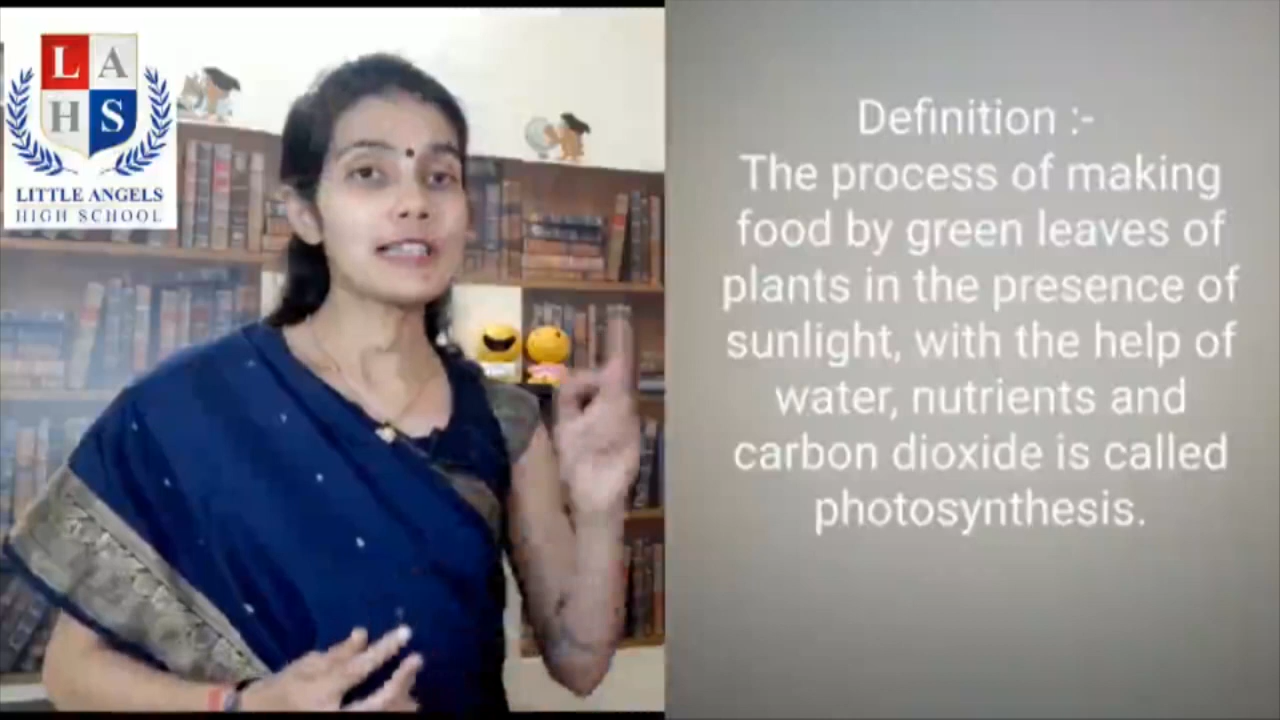 L A
H S
LITTLE ANGELS
HIGH SCHOOL
Definition :-
The process of making
food by green leaves of
plants in the presence of
sunlight, with the help of
water, nutrients and
carbon dioxide is called
photosynthesis.